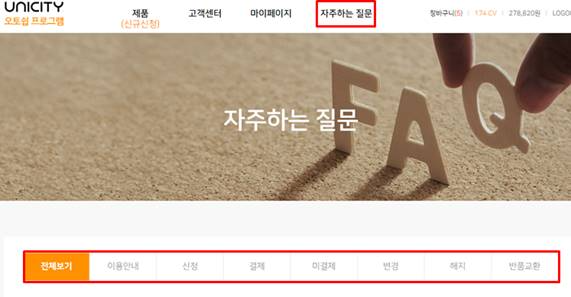 UNICITY
오토쉽 프로그램
제품
(신규신청)
고객센터
마이페이지
자주하는 질문
장바구니(5) | 174 CV | 278,620원 | LOGO
자주하는 질문
FAQ
전체보기 이용안내 신청 결제 미결제 변경 해지 반품교환